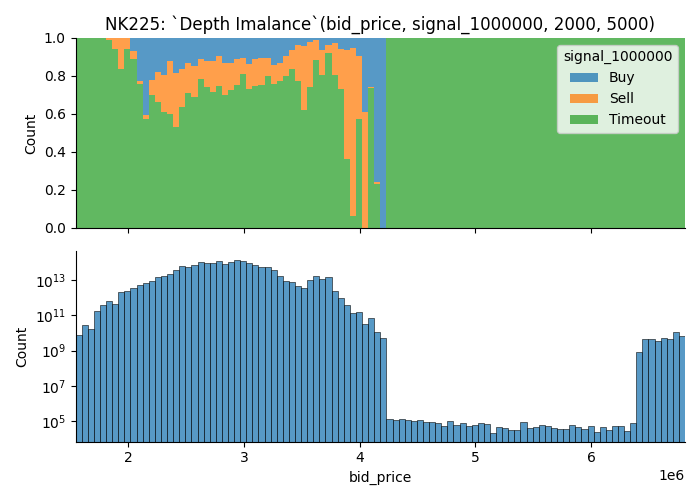 NK225: `Depth Imalance`(bid_price, signal_1000000, 2000, 5000)
Count
1.0
0.8
0.6
0.4
0.2
0.0
signal_1000000
Buy
Sell
Timeout
Count
10^13
10^11
10^9
10^7
10^5
2
3
4
5
6
1e6
bid_price